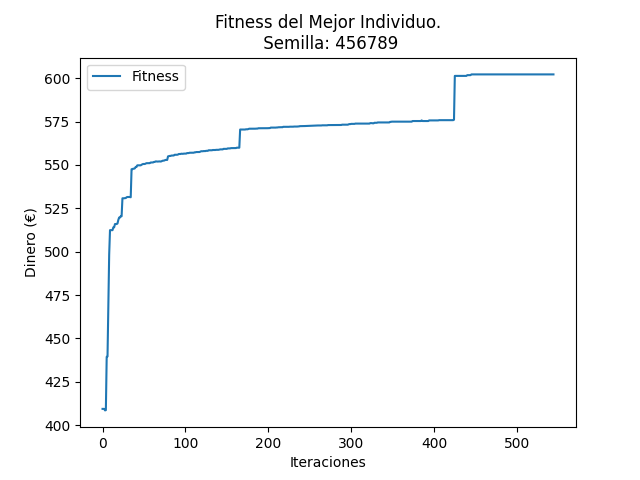 Fitness del Mejor Individuo.
Semilla: 456789
Fitness
600
575
550
525
500
475
450
425
400
Dinero (€)
0 100 200 300 400 500
Iteraciones